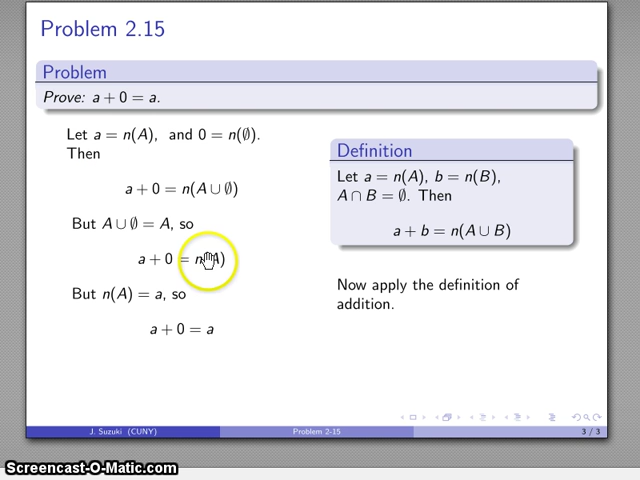 Problem 2.15
Problem
Prove: a + 0 = a.
Let a = n(A), and 0 = n(∅).
Then
a + 0 = n(A ∪ ∅)
But A ∪ ∅ = A, so
a + 0 = n(A)
But n(A) = a, so
a + 0 = a
Definition
Let a = n(A), b = n(B),
A ∩ B = ∅. Then
a + b = n(A ∪ B)
Now apply the definition of
addition.
J. Suzuki (CUNY)
Problem 2-15
3 / 3
Screencast-O-Matic.com